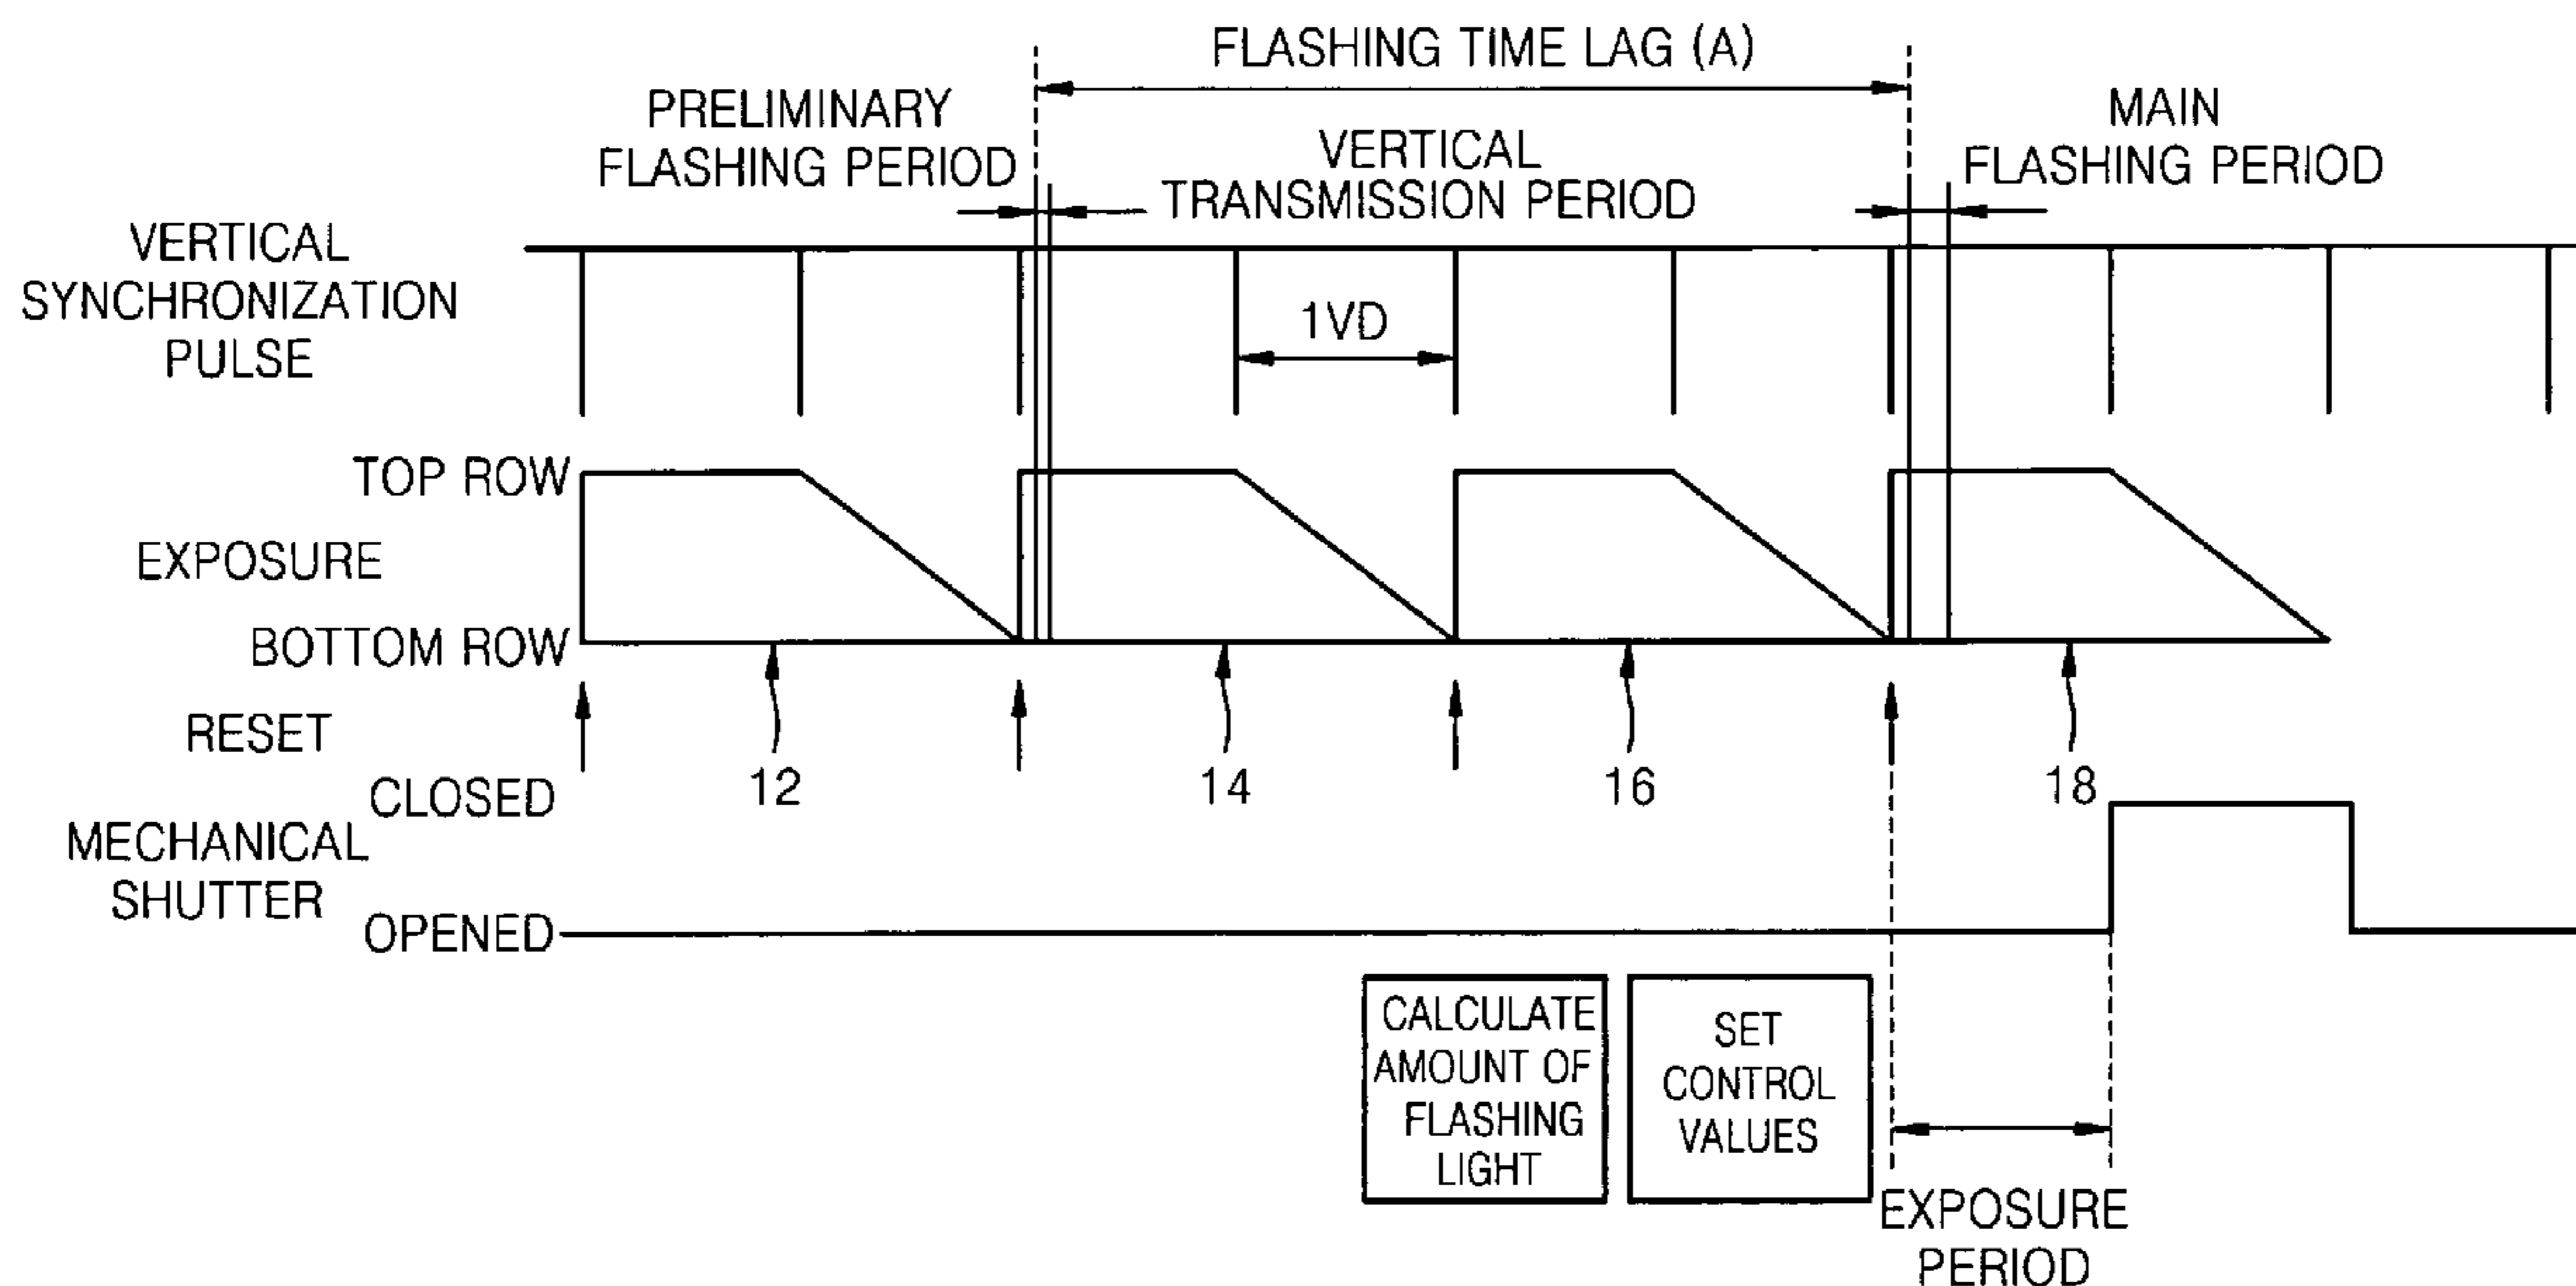 FLASHING TIME LAG (A)
PRELIMINARY
FLASHING PERIOD
VERTICAL
TRANSMISSION PERIOD
MAIN
FLASHING PERIOD
VERTICAL
SYNCHRONIZATION
PULSE
1VD
TOP ROW
EXPOSURE
BOTTOM ROW
RESET
12
14
16
18
CLOSED
MECHANICAL
SHUTTER
OPENED
CALCULATE
AMOUNT OF
FLASHING
LIGHT
SET
CONTROL
VALUES
EXPOSURE
PERIOD